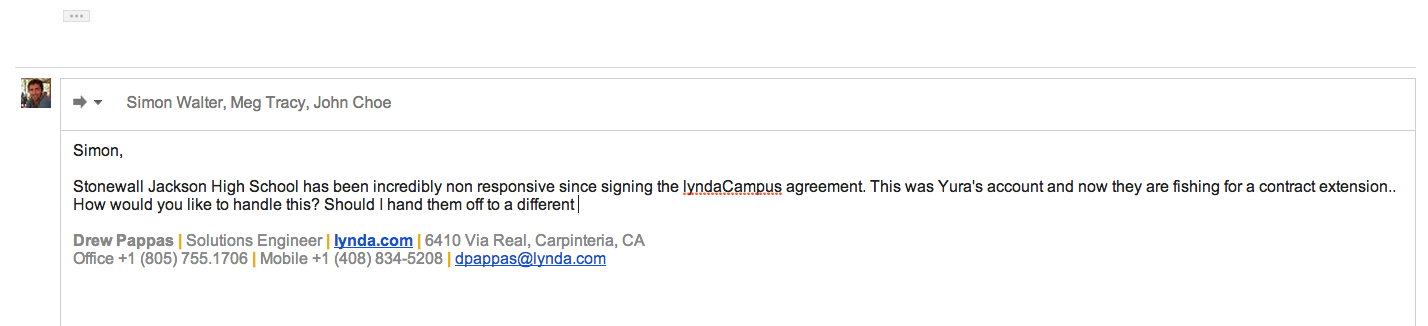 Simon Walter, Meg Tracy, John Choe
Simon,
Stonewall Jackson High School has been incredibly non responsive since signing the lyndaCampus agreement. This was Yura's account and now they are fishing for a contract extension..
How would you like to handle this? Should I hand them off to a different
Drew Pappas | Solutions Engineer | lynda.com | 6410 Via Real, Carpinteria, CA
Office +1 (805) 755.1706 | Mobile +1 (408) 834-5208 | dpappas@lynda.com